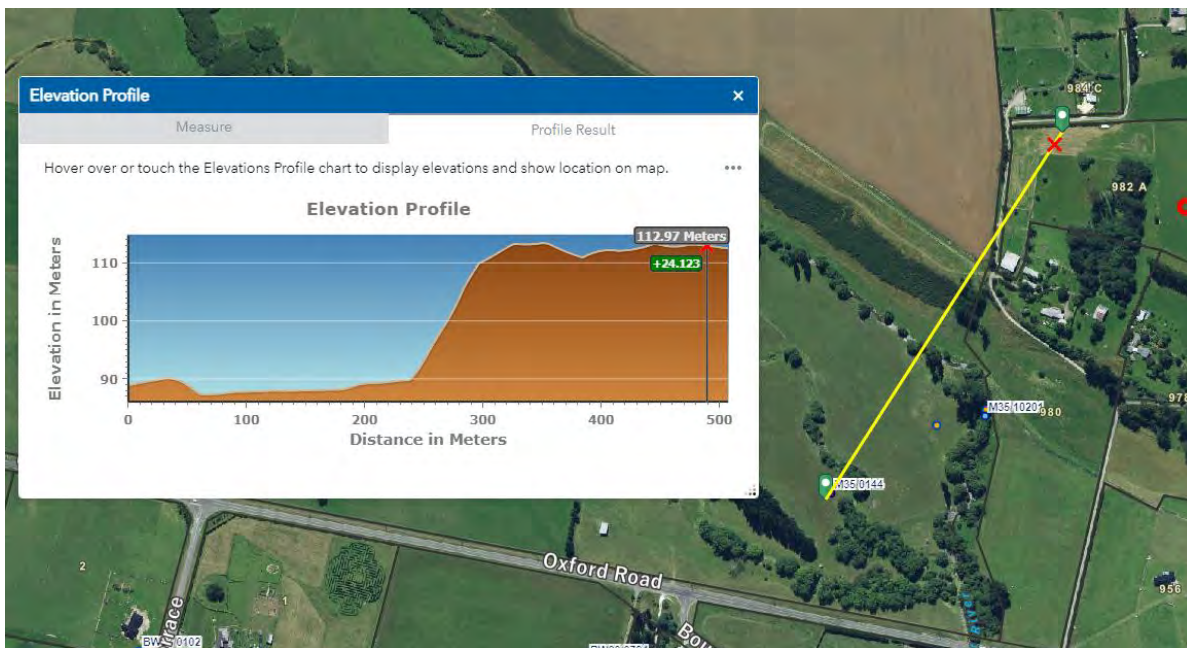 Elevation Profile
×
Measure
Profile Result
Hover over or touch the Elevations Profile chart to display elevations and show location on map.
Elevation Profile
112.97 Meters
+24.123
Elevation in Meters
110
100
90
0
100
200
300
400
500
Distance in Meters
984 C
982 A
978
M35/10201
980
M35/0144
Oxford Road
River
956
2
1